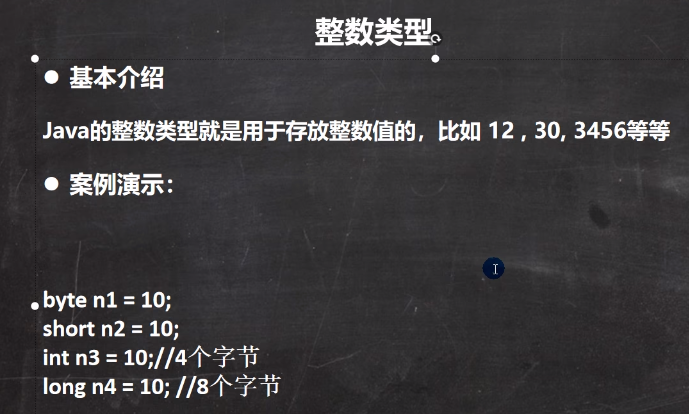 整数类型
● 基本介绍
Java的整数类型就是用于存放整数值的，比如 12 , 30, 3456等等
● 案例演示：
byte n1 = 10;
short n2 = 10;
int n3 = 10;//4个字节
long n4 = 10; //8个字节